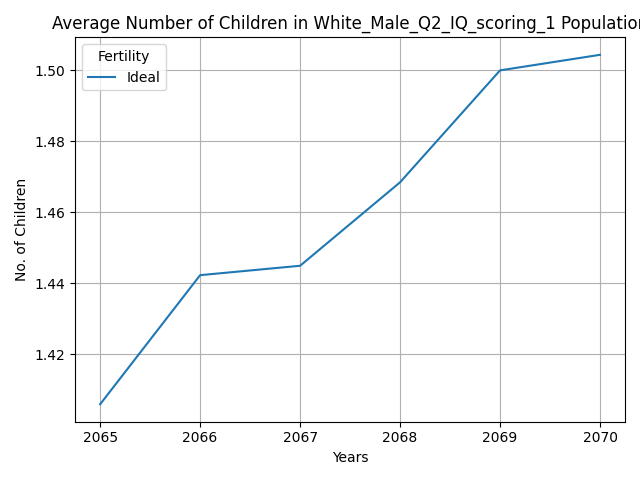 Average Number of Children in White_Male_Q2_IQ_scoring_1 Population
Fertility
Ideal
1.50
1.48
1.46
1.44
1.42
No. of Children
2065 2066 2067 2068 2069 2070
Years